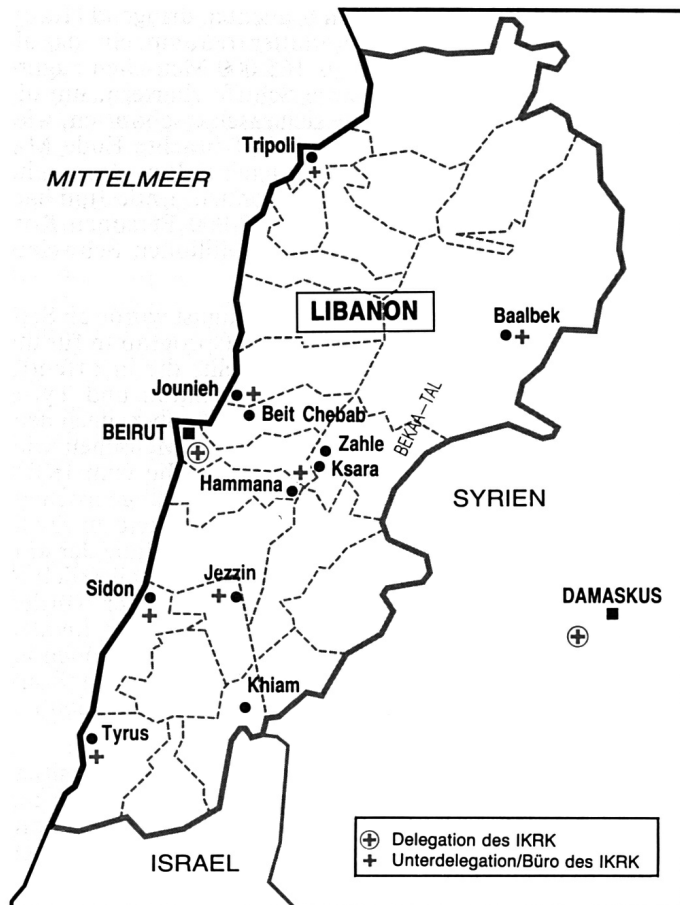 Tripoli
MITTELMEER
LIBANON
Baalbek
Jounieh
Beit Chebab
BEIRUT
BEKAA-TAL
Zahle
Ksara
Hammana
SYRIEN
Jezzin
Sidon
DAMASKUS
Khiam
Tyrus
ISRAEL
Delegation des IKRK
Unterdelegation/Büro des IKRK